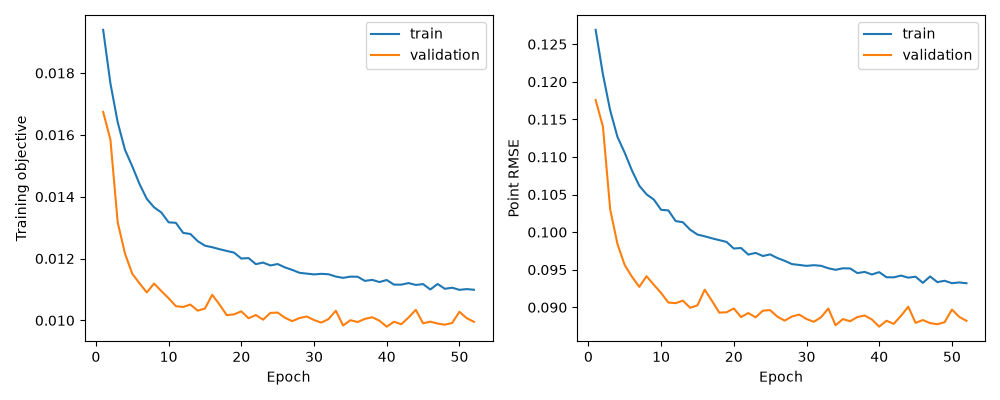 train
validation
0.018
0.016
0.014
0.012
0.010
Training objective
0 10 20 30 40 50
Epoch
train
validation
0.125
0.120
0.115
0.110
0.105
0.100
0.095
0.090
Point RMSE
0 10 20 30 40 50
Epoch